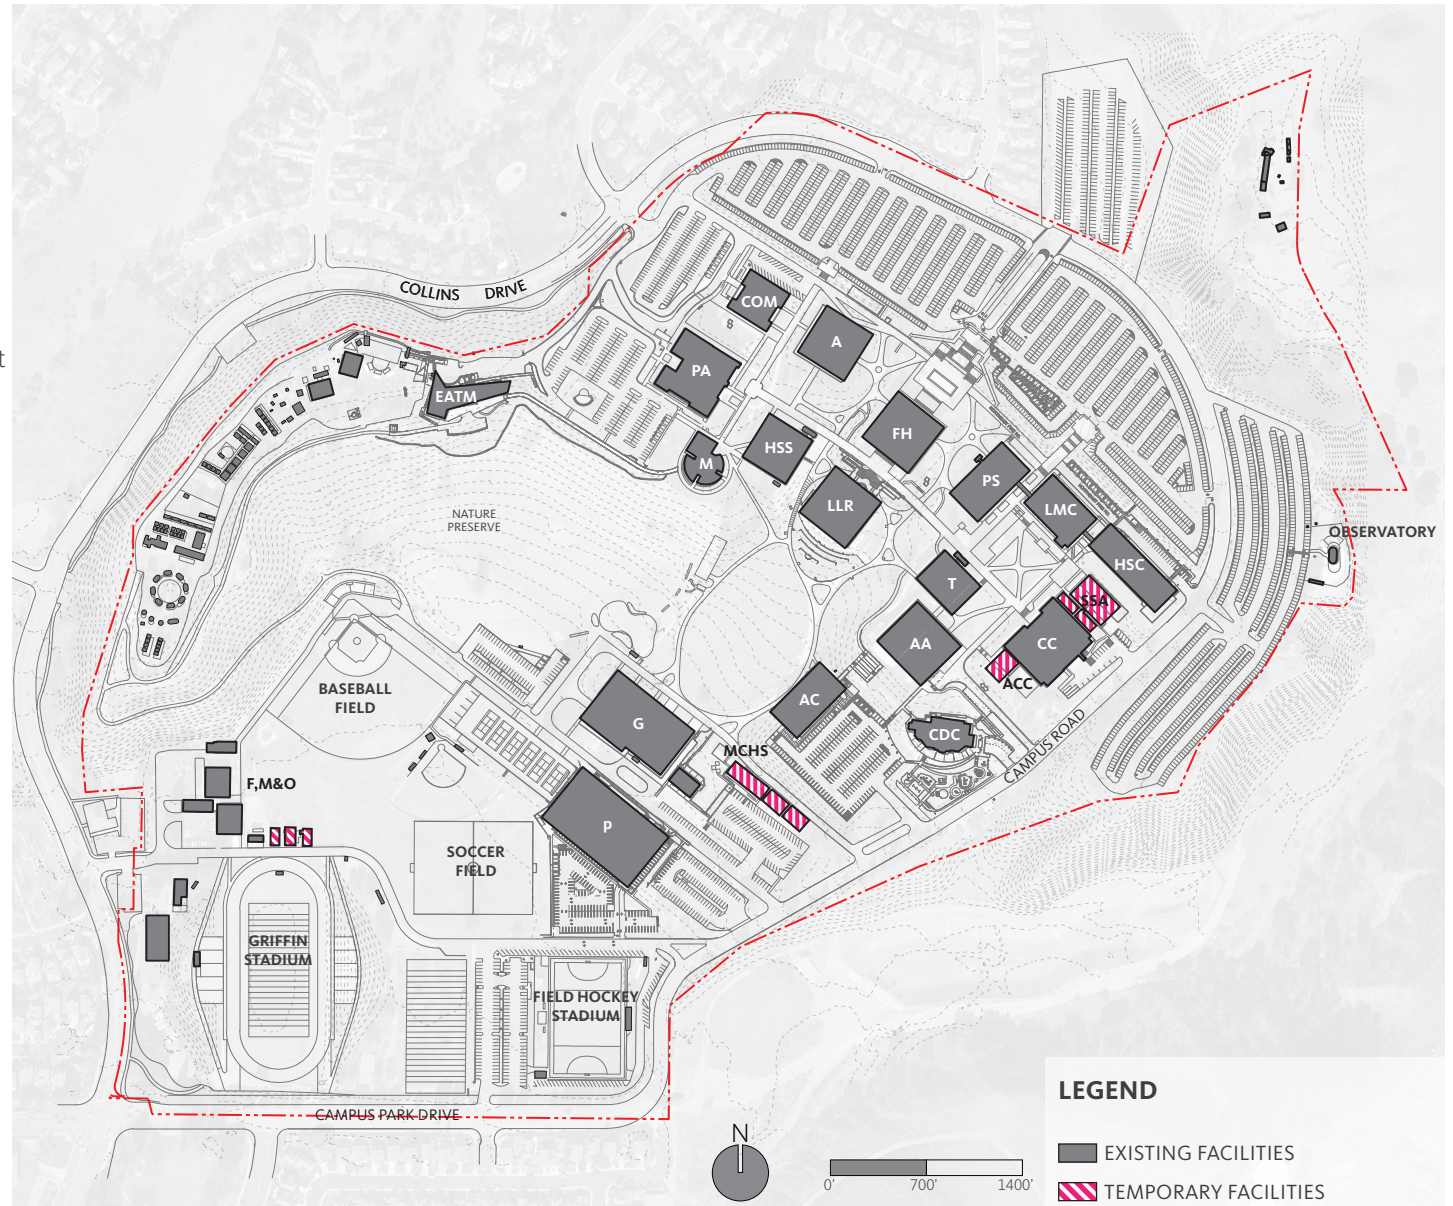 COLLINS DRIVE
COM
A
t
PA
EATM
FH
HSS
M
PS
LLR
LMC
NATURE
PRESERVE
OBSERVATORY
HSC
T
SSA
AA
CC
ACC
BASEBALL
FIELD
AC
G
CDC
CAMPUS ROAD
MCHS
F,M&O
P
SOCCER
FIELD
GRIFFIN
STADIUM
FIELD HOCKEY
STADIUM
CAMPUS PARK DRIVE
N
0'
700'
1400'
LEGEND
EXISTING FACILITIES
TEMPORARY FACILITIES